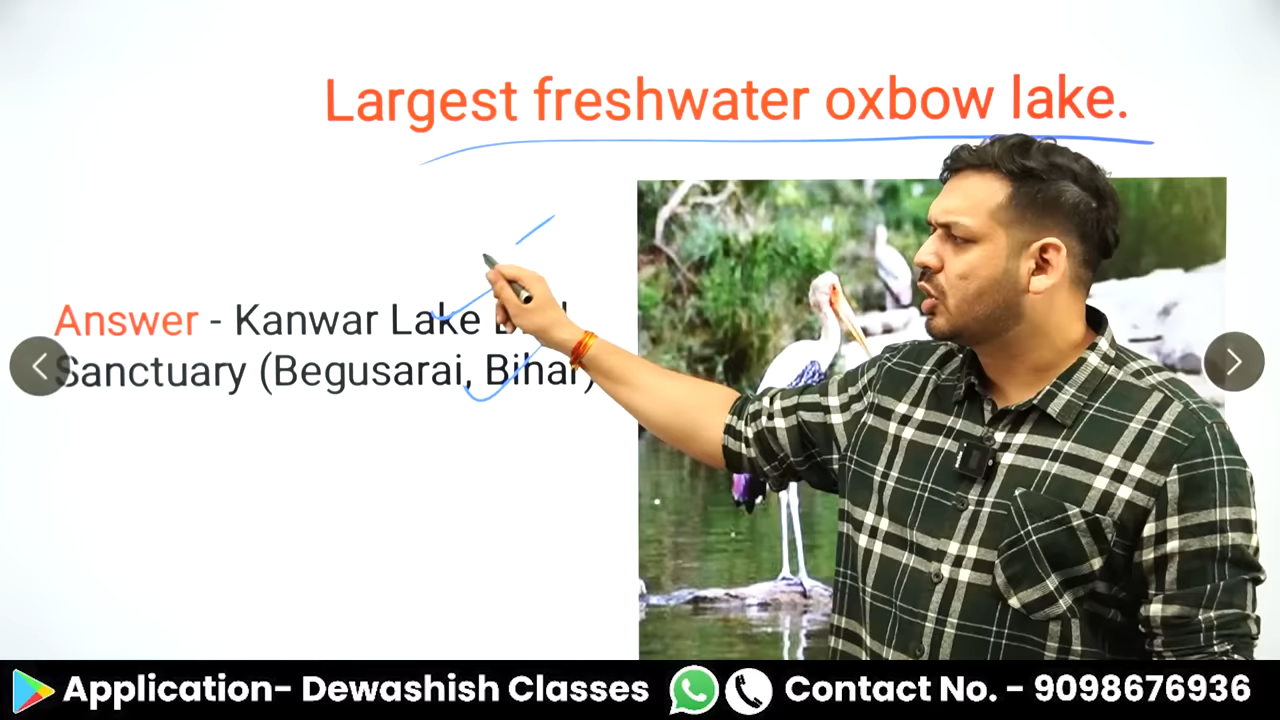 Largest freshwater oxbow lake.
Answer - Kanwar Lake
Sanctuary (Begusarai, Bihar)
Application- Dewashish Classes
Contact No. - 9098676936